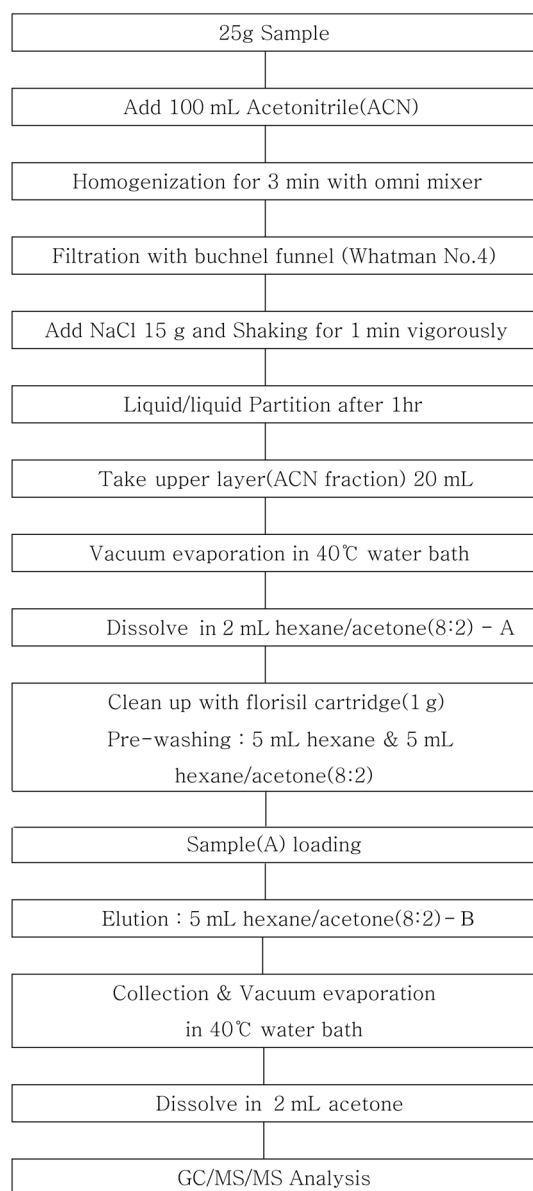 25g Sample
Add 100 mL Acetonitrile(ACN)
Homogenization for 3 min with omni mixer
Filtration with buchnel funnel (Whatman No.4)
Add NaCl 15 g and Shaking for 1 min vigorously
Liquid/liquid Partition after 1hr
Take upper layer(ACN fraction) 20 mL
Vacuum evaporation in 40℃ water bath
Dissolve in 2 mL hexane/acetone(8:2) - A
Clean up with florisil cartridge(1 g)
Pre-washing : 5 mL hexane & 5 mL
hexane/acetone(8:2)
Sample(A) loading
Elution : 5 mL hexane/acetone(8:2)- B
Collection & Vacuum evaporation
in 40℃ water bath
Dissolve in 2 mL acetone
GC/MS/MS Analysis